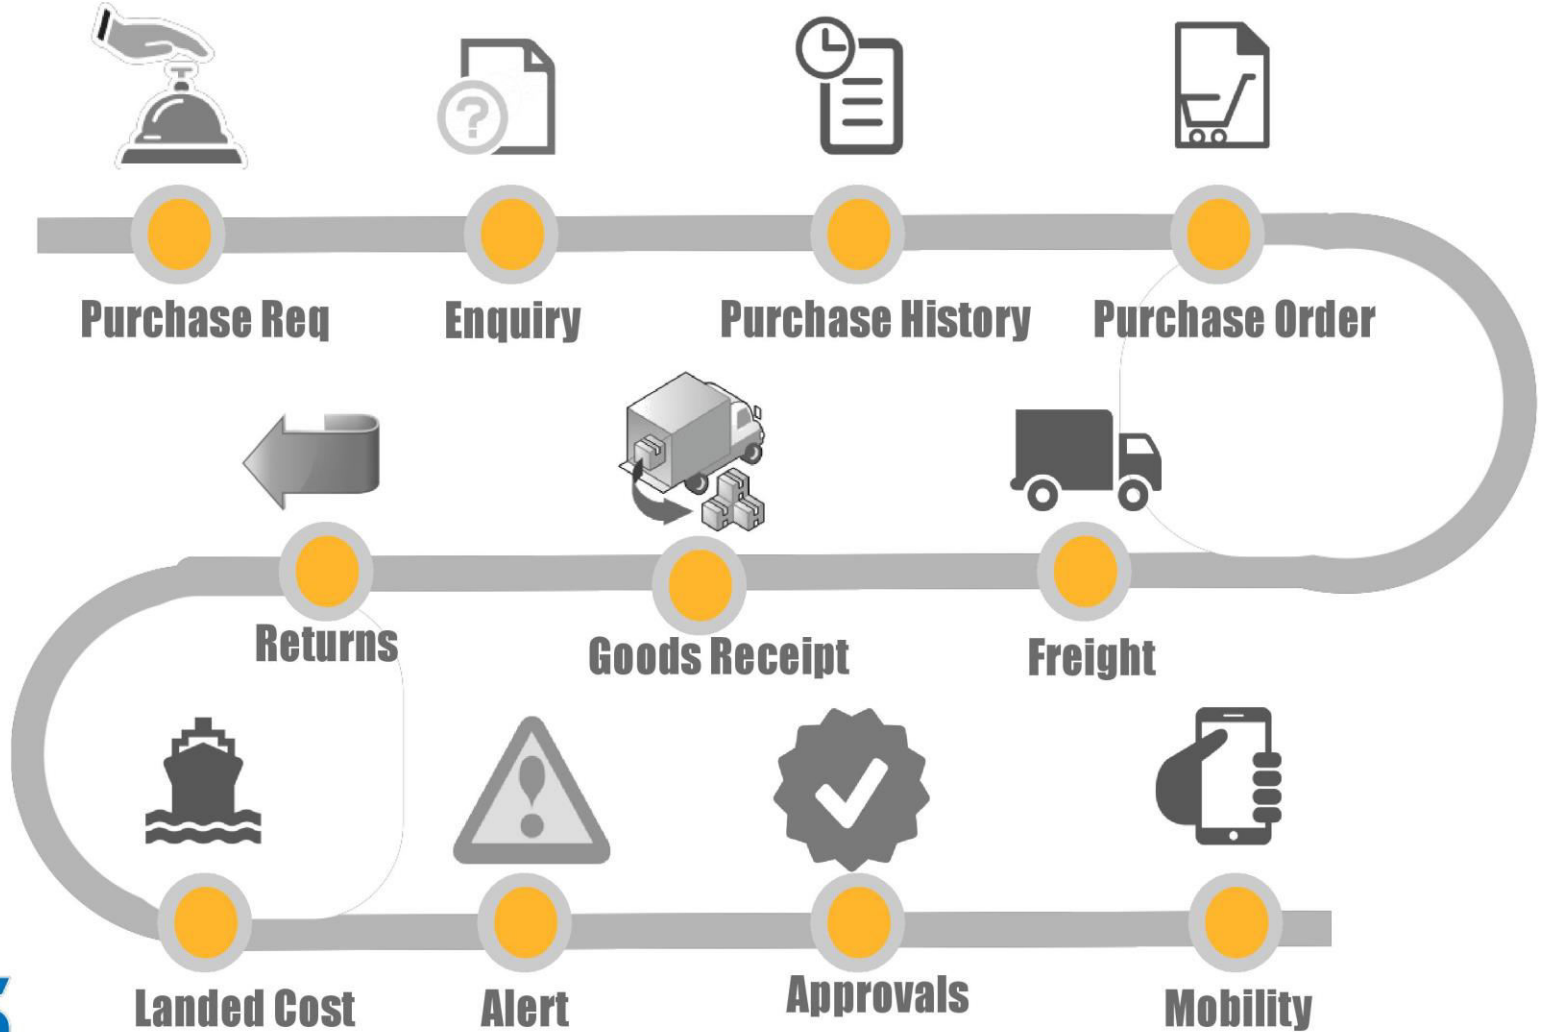 Purchase Req
Enquiry
Purchase History
Purchase Order
Returns
Goods Receipt
Freight
Landed Cost
Alert
Approvals
Mobility